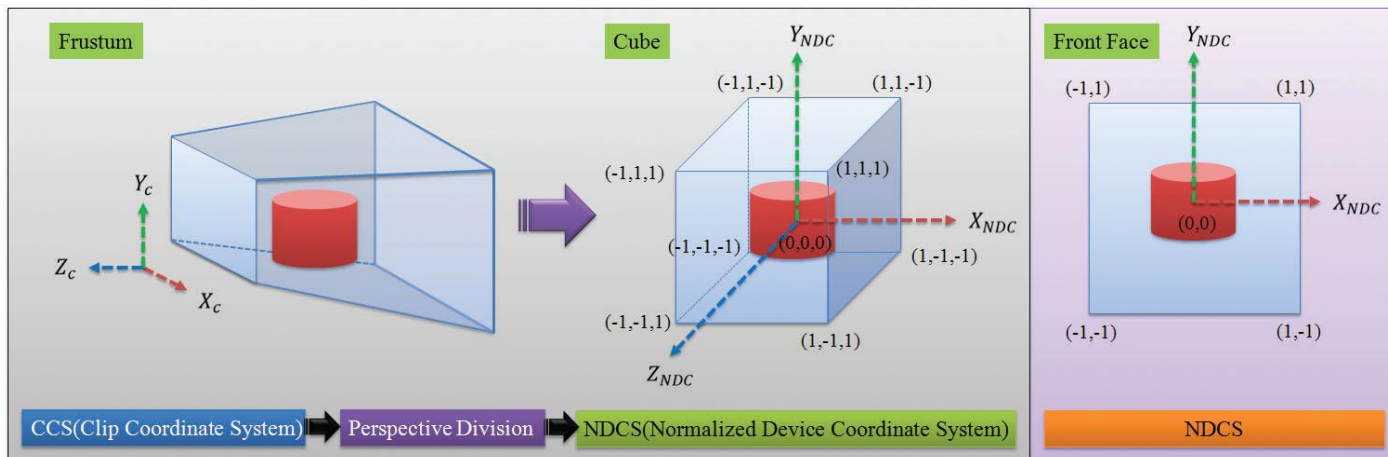 Frustum
Y_c
Z_c
X_c
Cube
Y_NDC
(-1,1,-1)
(1,1,-1)
(-1,1,1)
(1,1,1)
X_NDC
(-1,-1,-1)
(0,0,0)
(1,-1,-1)
(-1,-1,1)
(1,-1,1)
Z_NDC
CCS(Clip Coordinate System)
Perspective Division
NDCS(Normalized Device Coordinate System)
Front Face
Y_NDC
(-1,1)
(1,1)
X_NDC
(0,0)
(-1,-1)
(1,-1)
NDCS